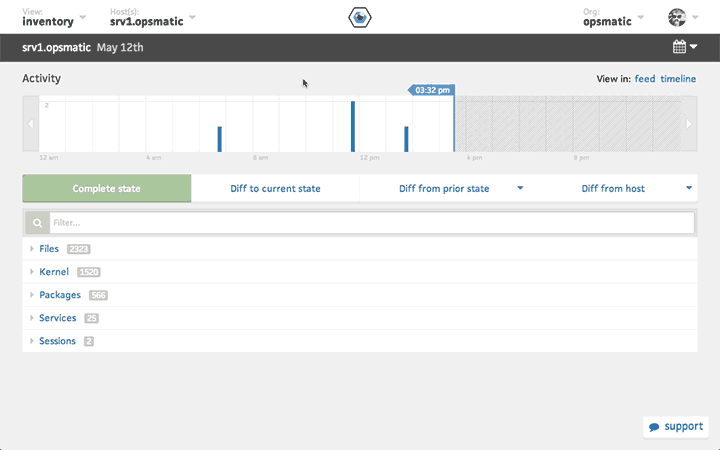 View: Host(s): Org:
inventory srv1.opsmatic opsmatic
srv1.opsmatic May 12th
Activity View in: feed timeline
03:32 pm
2
12 am 4 am 8 am 12 pm 4 pm 8 pm
Complete state Diff to current state Diff from prior state Diff from host
Filter...
Files 2323
Kernel 1520
Packages 566
Services 25
Sessions 2
support